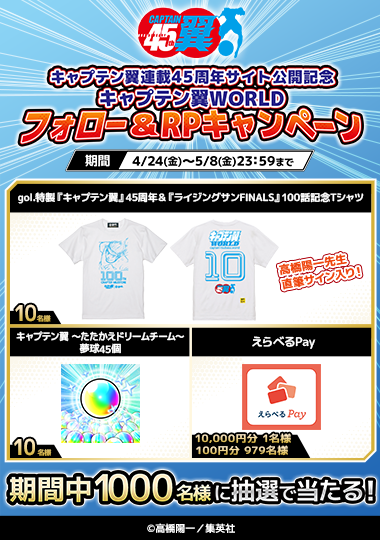 CAPTAIN
45th翼
キャプテン翼連載45周年サイト公開記念
キャプテン翼WORLD
フォロー&RPキャンペーン
期間 4/24(金)〜5/8(金)23:59まで
gol.特製『キャプテン翼』45周年&『ライジングサンFINALS』100話記念Tシャツ
100th
WORLD
10
高橋陽一先生
直筆サイン入り!
10名様
キャプテン翼 〜たたかえドリームチーム〜
夢球45個
10名様
えらべるPay
えらべるPay
10,000円分 1名様
100円分 979名様
期間中1000名様に抽選で当たる!
©高橋陽一/集英社